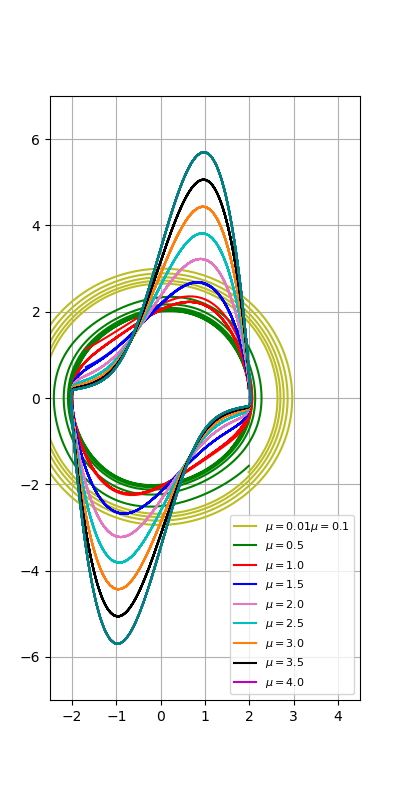 6
4
2
0
−2
−4
−6
−2
−1
0
1
2
3
4
μ = 0.01μ = 0.1
μ = 0.5
μ = 1.0
μ = 1.5
μ = 2.0
μ = 2.5
μ = 3.0
μ = 3.5
μ = 4.0